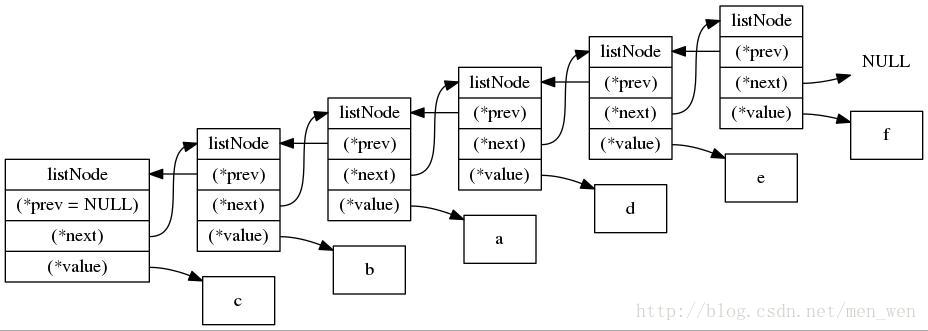 listNode
(*prev = NULL)
(*next)
(*value)
c
listNode
(*prev)
(*next)
(*value)
b
listNode
(*prev)
(*next)
(*value)
a
listNode
(*prev)
(*next)
(*value)
d
listNode
(*prev)
(*next)
(*value)
e
listNode
(*prev)
(*next)
(*value)
NULL
f
http://blog.csdn.net/men_wen